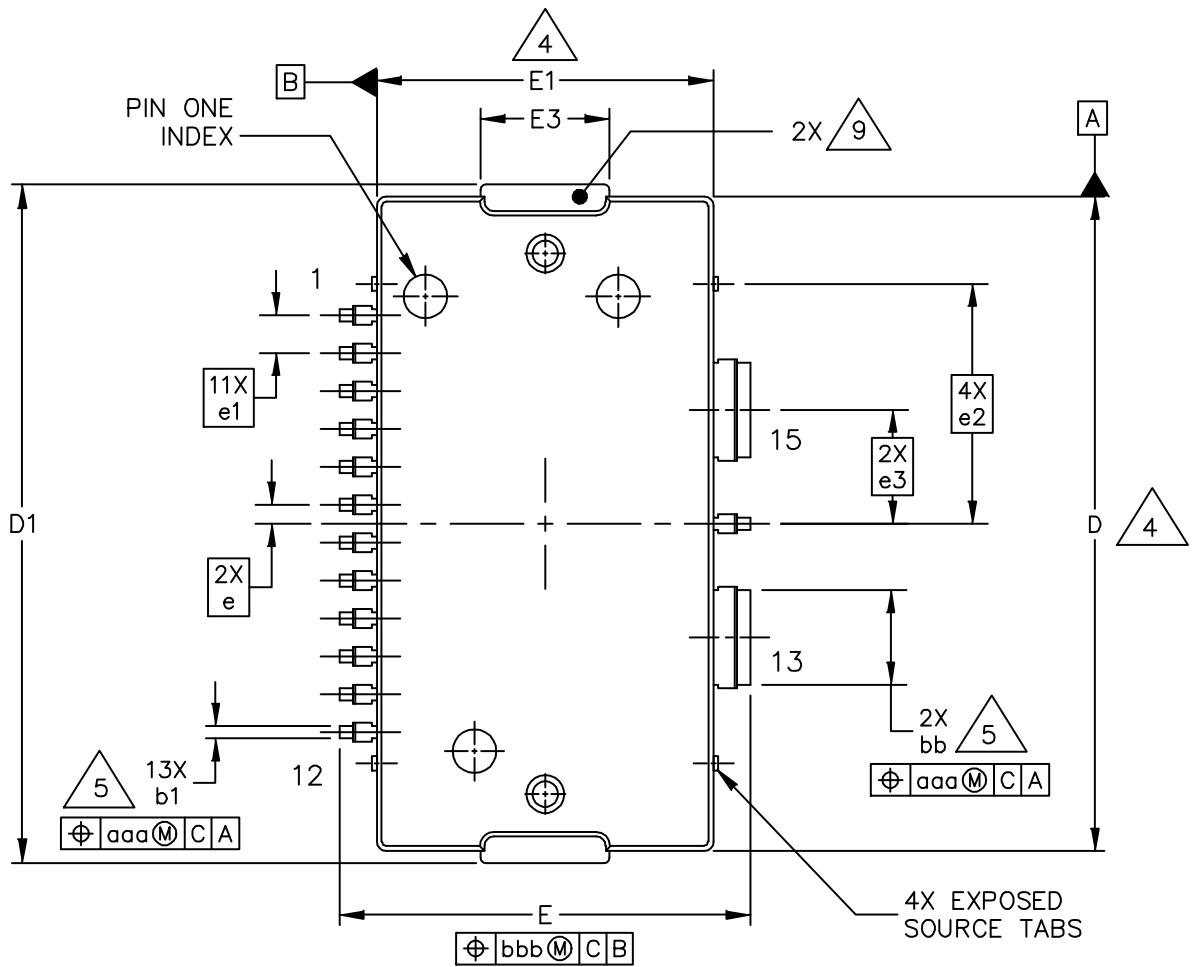 4
B
E1
PIN ONE
INDEX
E3
2X 9
A
1
11X
e1
4X
e2
15
2X
e3
D1
D 4
2X
e
13
2X
bb 5
⌖ aaa Ⓜ C A
5 13X
b1
12
⌖ aaa Ⓜ C A
4X EXPOSED
SOURCE TABS
E
⌖ bbb Ⓜ C B